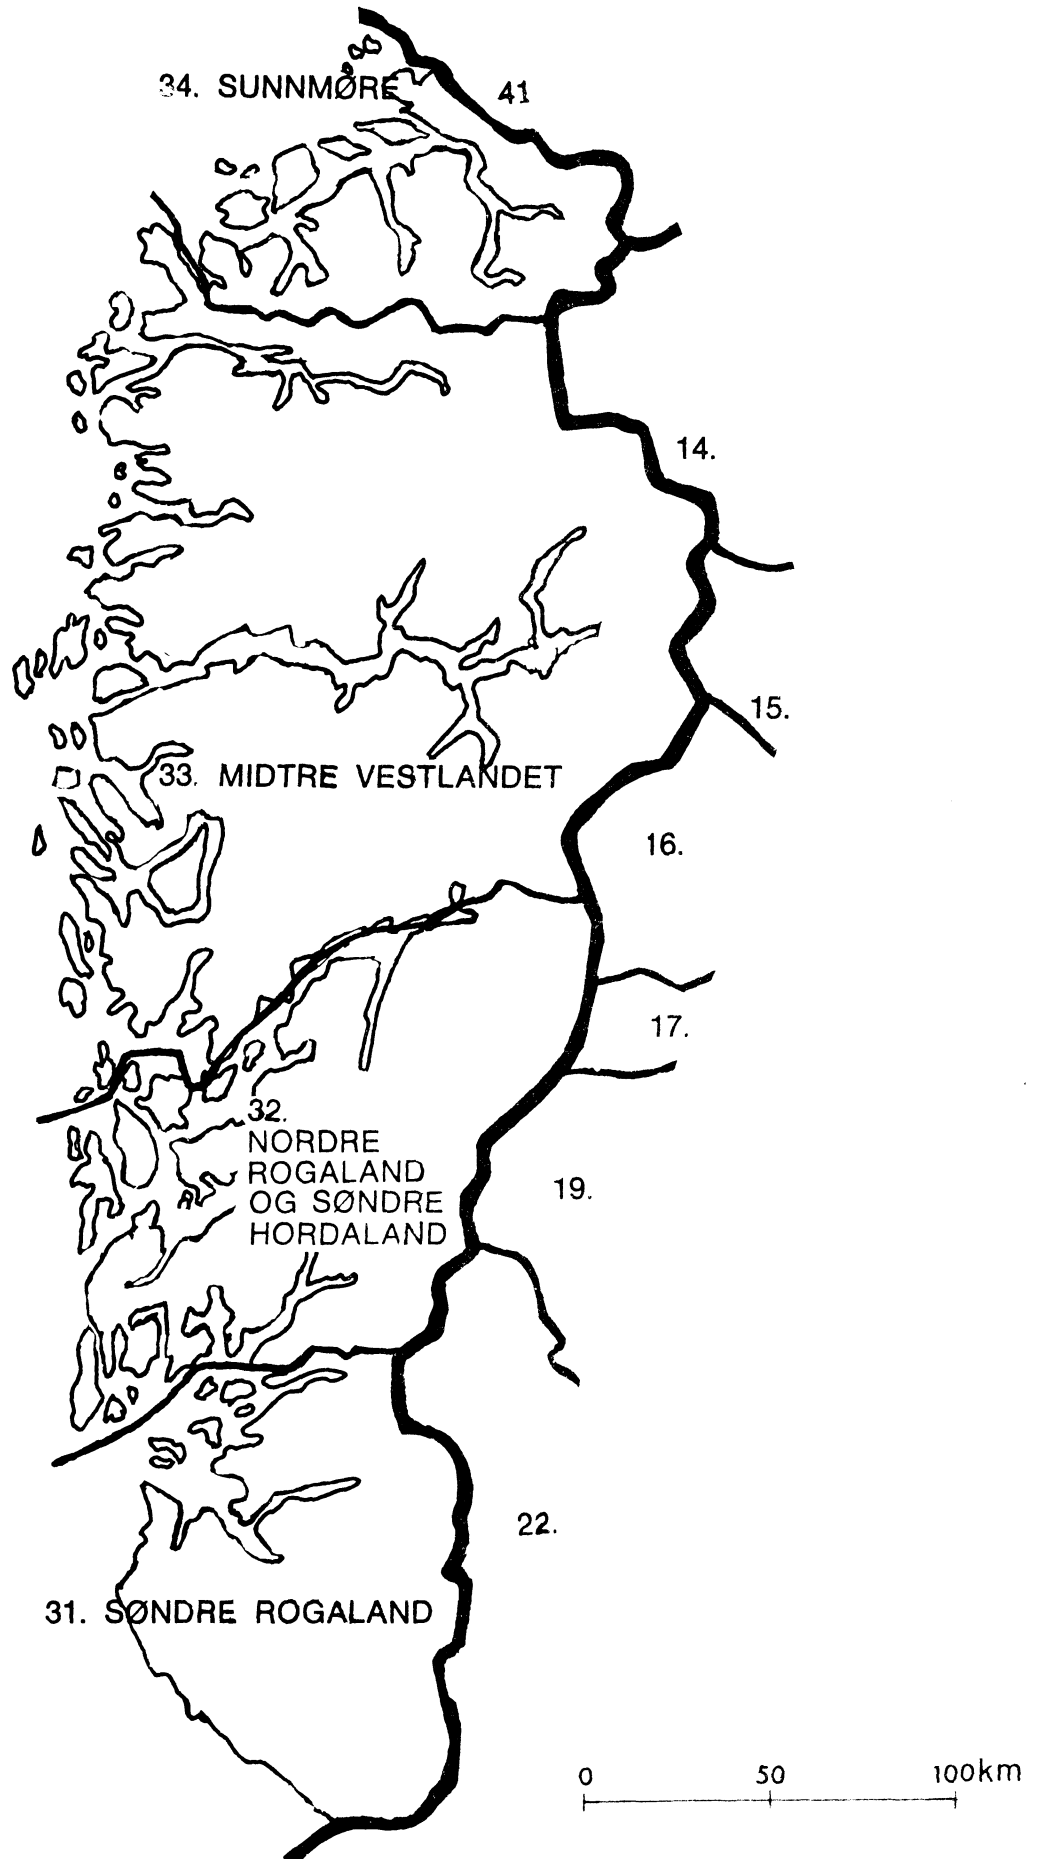 34. SUNNMØRE
41
14.
15.
33. MIDTRE VESTLANDET
16.
17.
32.
NORDRE
ROGALAND
OG SØNDRE
HORDALAND
19.
22.
31. SØNDRE ROGALAND
0 50 100km